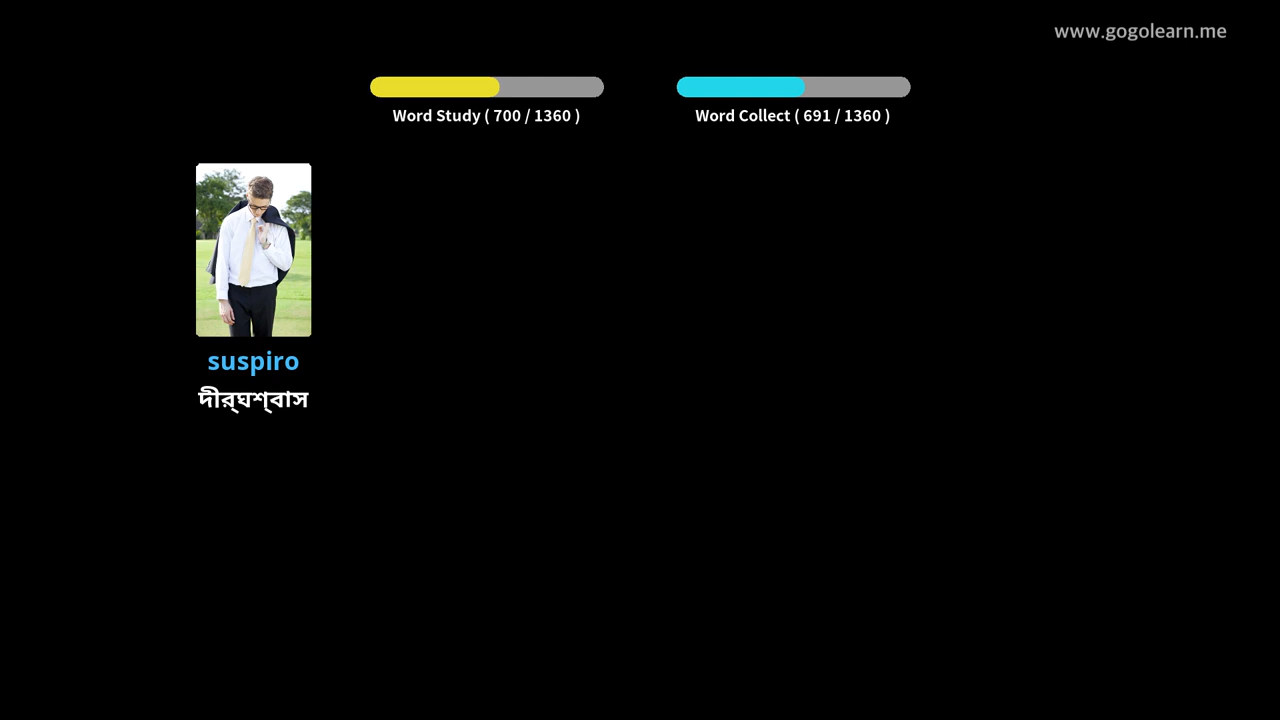 www.gogolearn.me
Word Study ( 700 / 1360 )
Word Collect ( 691 / 1360 )
suspiro
দীর্ঘশ্বাস